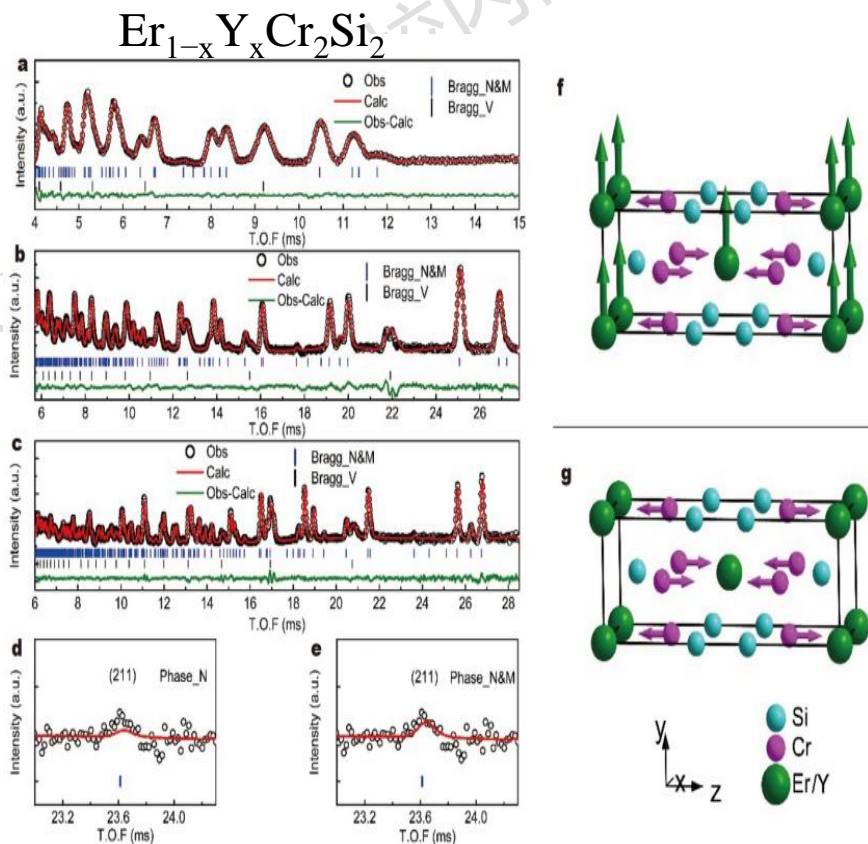 Er1−xYxCr2Si2
a
Obs
Calc
Obs-Calc
Bragg_N&M
Bragg_V
Intensity (a.u.)
4 5 6 7 8 9 10 11 12 13 14 15
T.O.F (ms)
b
Obs
Calc
Obs-Calc
Bragg_N&M
Bragg_V
Intensity (a.u.)
6 8 10 12 14 16 18 20 22 24 26
T.O.F (ms)
c
Obs
Calc
Obs-Calc
Bragg_N&M
Bragg_V
Intensity (a.u.)
6 8 10 12 14 16 18 20 22 24 26 28
T.O.F (ms)
d
(211) Phase_N
Intensity (a.u.)
23.2 23.6 24.0
T.O.F (ms)
e
(211) Phase_N&M
Intensity (a.u.)
23.2 23.6 24.0
T.O.F (ms)
f
g
y
x
z
Si
Cr
Er/Y